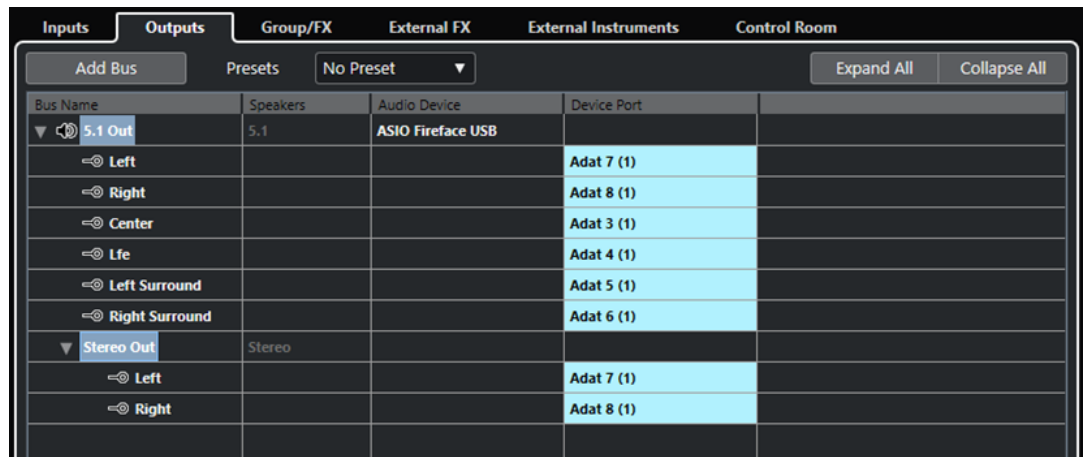 Inputs Outputs Group/FX External FX External Instruments Control Room
Add Bus Presets No Preset Expand All Collapse All
Bus Name Speakers Audio Device Device Port
5.1 Out 5.1 ASIO Fireface USB
Left Adat 7 (1)
Right Adat 8 (1)
Center Adat 3 (1)
Lfe Adat 4 (1)
Left Surround Adat 5 (1)
Right Surround Adat 6 (1)
Stereo Out Stereo
Left Adat 7 (1)
Right Adat 8 (1)